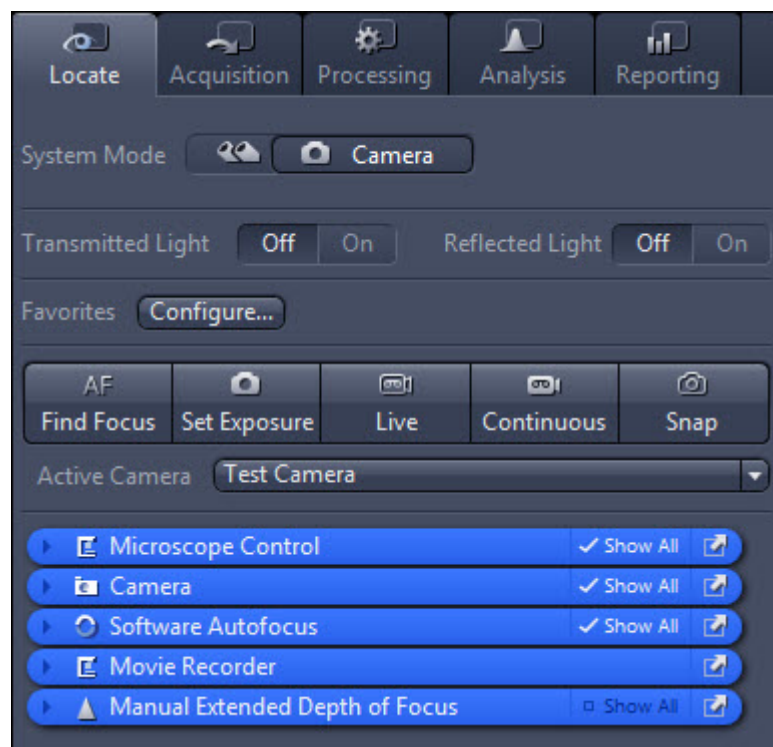 Locate Acquisition Processing Analysis Reporting
System Mode Camera
Transmitted Light Off On Reflected Light Off On
Favorites Configure...
AF
Find Focus Set Exposure Live Continuous Snap
Active Camera Test Camera
Microscope Control Show All
Camera Show All
Software Autofocus Show All
Movie Recorder
Manual Extended Depth of Focus Show All